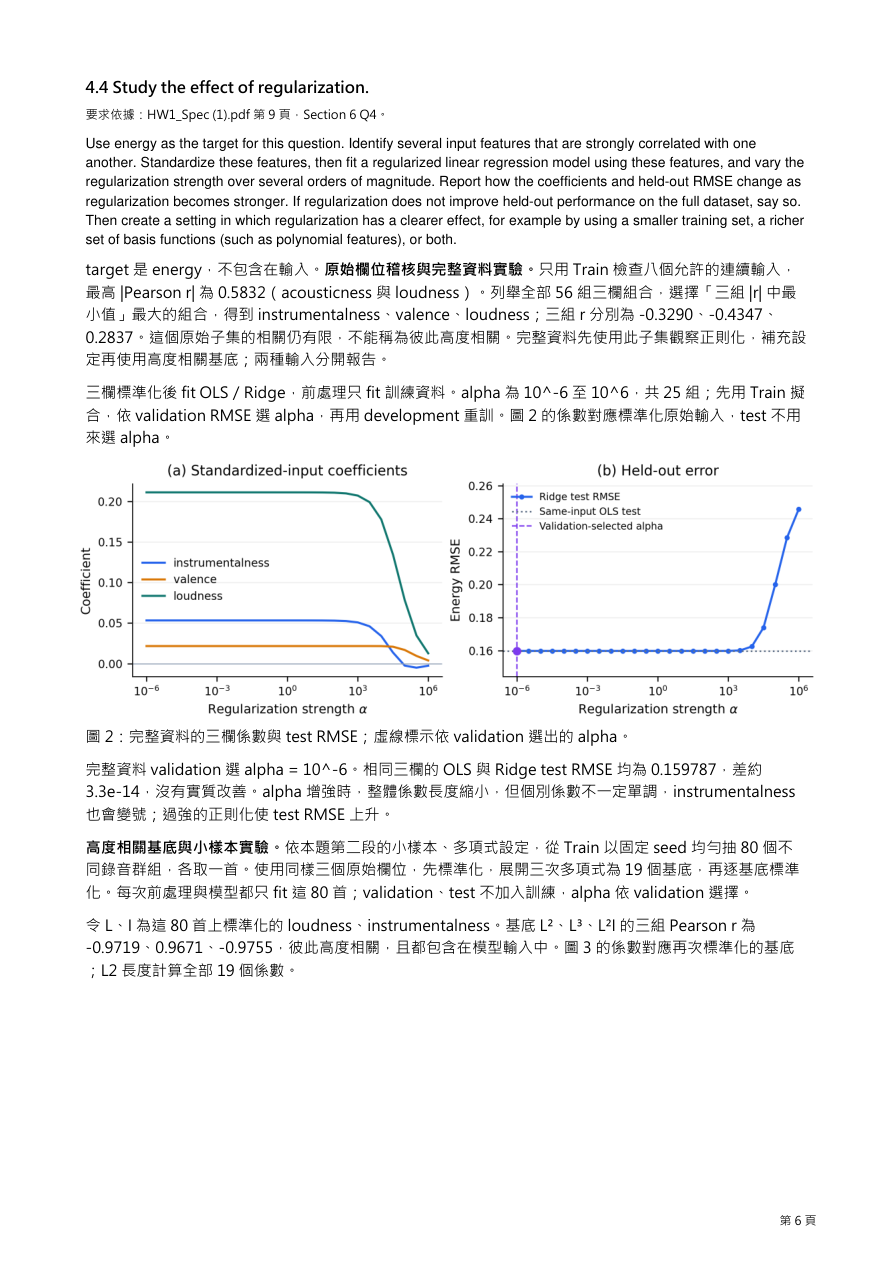 4.4 Study the effect of regularization.
要求依據：HW1_Spec (1).pdf 第 9 頁，Section 6 Q4。
Use energy as the target for this question. Identify several input features that are strongly correlated with one
another. Standardize these features, then fit a regularized linear regression model using these features, and vary the
regularization strength over several orders of magnitude. Report how the coefficients and held-out RMSE change as
regularization becomes stronger. If regularization does not improve held-out performance on the full dataset, say so.
Then create a setting in which regularization has a clearer effect, for example by using a smaller training set, a richer
set of basis functions (such as polynomial features), or both.
target 是 energy，不包含在輸入。原始欄位稽核與完整資料實驗。只用 Train 檢查八個允許的連續輸入，
最高 |Pearson r| 為 0.5832（acousticness 與 loudness）。列舉全部 56 組三欄組合，選擇「三組 |r| 中最
小值」最大的組合，得到 instrumentalness、valence、loudness；三組 r 分別為 -0.3290、-0.4347、
0.2837。這個原始子集的相關仍有限，不能稱為彼此高度相關。完整資料先使用此子集觀察正則化，補充設
定再使用高度相關基底；兩種輸入分開報告。
三欄標準化後 fit OLS / Ridge，前處理只 fit 訓練資料。alpha 為 10^-6 至 10^6，共 25 組；先用 Train 擬
合，依 validation RMSE 選 alpha，再用 development 重訓。圖 2 的係數對應標準化原始輸入，test 不用
來選 alpha。
(a) Standardized-input coefficients
Coefficient
0.20
0.15
0.10
0.05
0.00
instrumentalness
valence
loudness
10⁻⁶ 10⁻³ 10⁰ 10³ 10⁶
Regularization strength α
(b) Held-out error
Energy RMSE
0.26
0.24
0.22
0.20
0.18
0.16
Ridge test RMSE
Same-input OLS test
Validation-selected alpha
10⁻⁶ 10⁻³ 10⁰ 10³ 10⁶
Regularization strength α
圖 2：完整資料的三欄係數與 test RMSE；虛線標示依 validation 選出的 alpha。
完整資料 validation 選 alpha = 10^-6。相同三欄的 OLS 與 Ridge test RMSE 均為 0.159787，差約
3.3e-14，沒有實質改善。alpha 增強時，整體係數長度縮小，但個別係數不一定單調，instrumentalness
也會變號；過強的正則化使 test RMSE 上升。
高度相關基底與小樣本實驗。依本題第二段的小樣本、多項式設定，從 Train 以固定 seed 均勻抽 80 個不
同錄音群組，各取一首。使用同樣三個原始欄位，先標準化，展開三次多項式為 19 個基底，再逐基底標準
化。每次前處理與模型都只 fit 這 80 首；validation、test 不加入訓練，alpha 依 validation 選擇。
令 L、I 為這 80 首上標準化的 loudness、instrumentalness。基底 L²、L³、L²I 的三組 Pearson r 為
-0.9719、0.9671、-0.9755，彼此高度相關，且都包含在模型輸入中。圖 3 的係數對應再次標準化的基底
；L2 長度計算全部 19 個係數。
第 6 頁